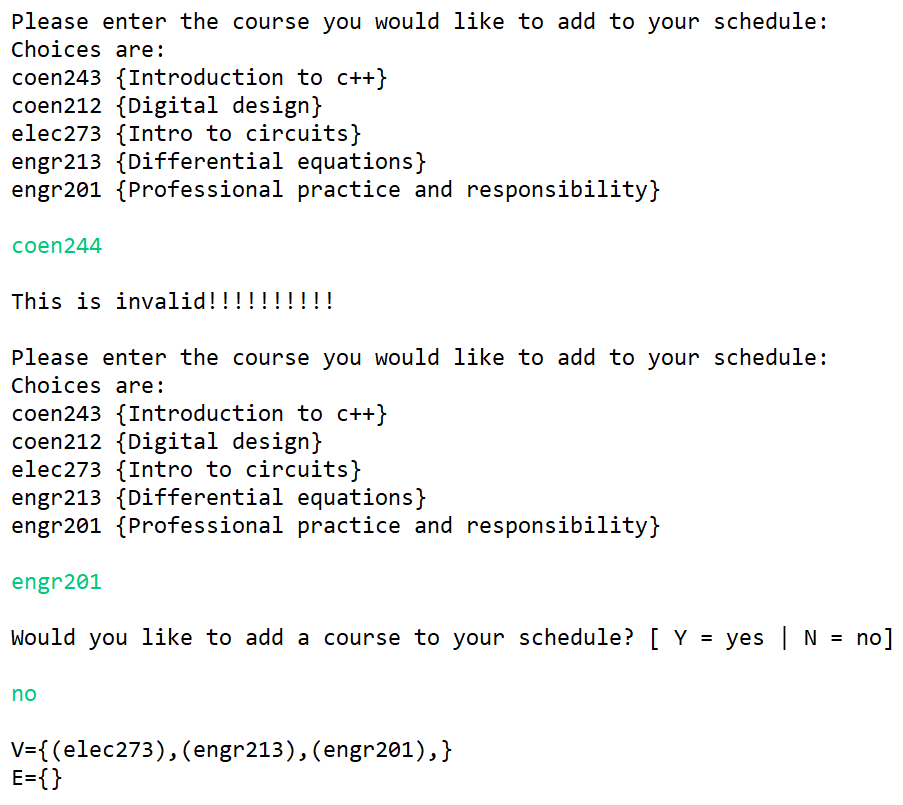 Please enter the course you would like to add to your schedule:
Choices are:
coen243 {Introduction to c++}
coen212 {Digital design}
elec273 {Intro to circuits}
engr213 {Differential equations}
engr201 {Professional practice and responsibility}
coen244
This is invalid!!!!!!!!!!
Please enter the course you would like to add to your schedule:
Choices are:
coen243 {Introduction to c++}
coen212 {Digital design}
elec273 {Intro to circuits}
engr213 {Differential equations}
engr201 {Professional practice and responsibility}
engr201
Would you like to add a course to your schedule? [ Y = yes | N = no]
no
V={(elec273),(engr213),(engr201),}
E={}